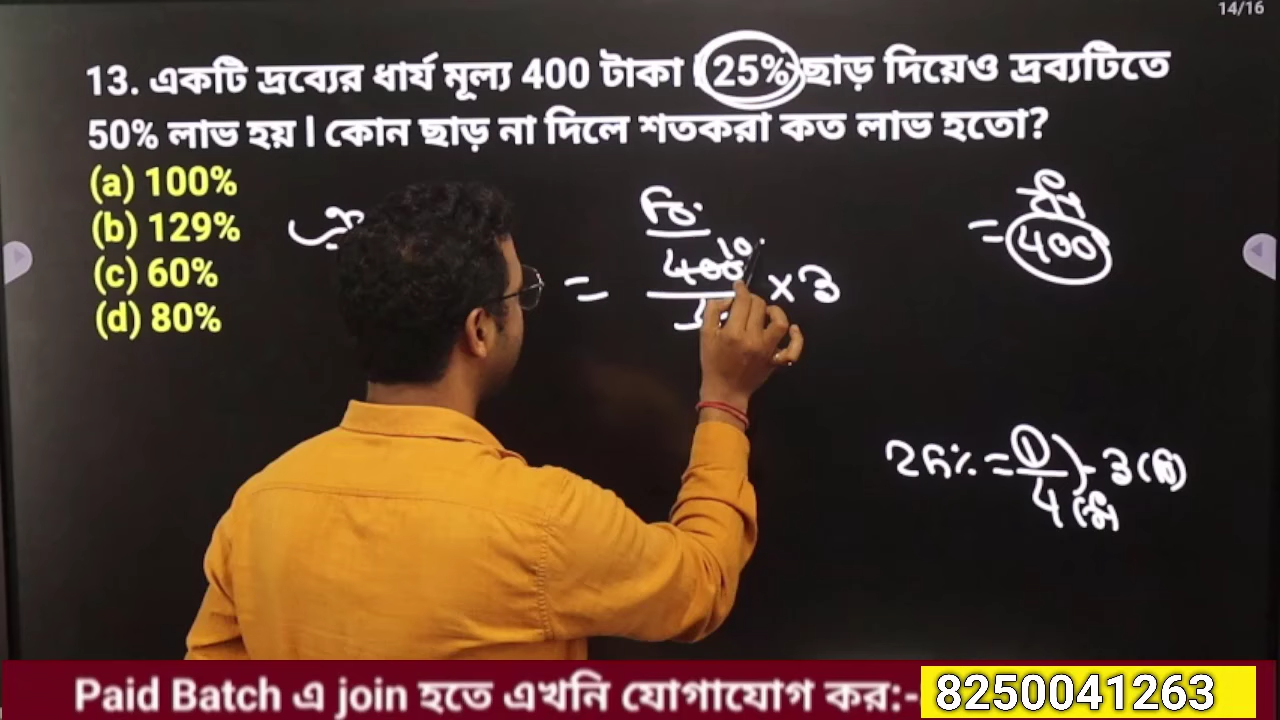 14/16
13. একটি দ্রব্যের ধার্য মূল্য 400 টাকা । 25% ছাড় দিয়েও দ্রব্যটিতে
50% লাভ হয় l কোন ছাড় না দিলে শতকরা কত লাভ হতো?
(a) 100%
(b) 129%
(c) 60%
(d) 80%
= 400
= 400 × 3
25% = 1/4 - 3
Paid Batch এ join হতে এখনি যোগাযোগ কর:- 8250041263